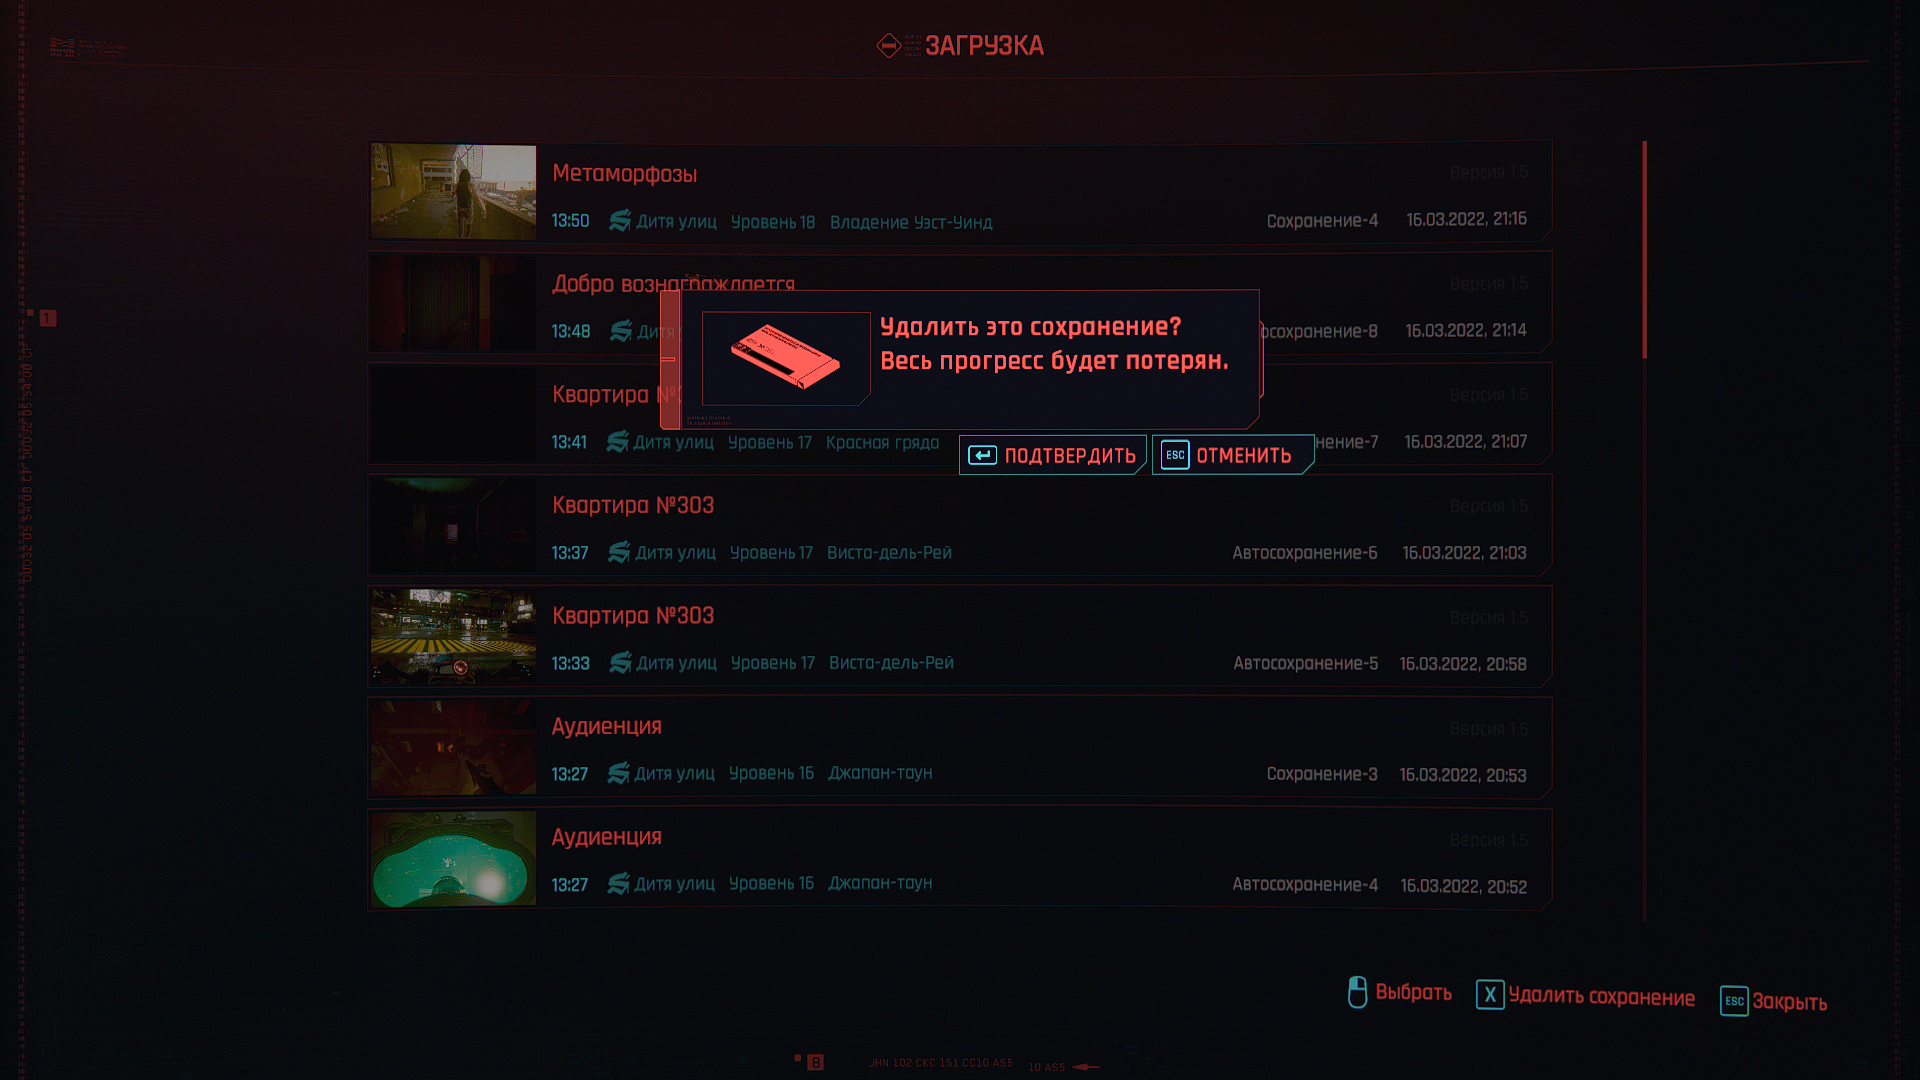 ЗАГРУЗКА
Метаморфозы
Версия 1.5
13:50 Дитя улиц Уровень 18 Владение Уэст-Уинд Сохранение-4 16.03.2022, 21:16
Добро вознаграждается
Версия 1.5
13:48 Дитя осохранение-8 16.03.2022, 21:14
Удалить это сохранение?
Весь прогресс будет потерян.
Квартира №
Версия 1.5
13:41 Дитя улиц Уровень 17 Красная гряда нение-7 16.03.2022, 21:07
ПОДТВЕРДИТЬ ESC ОТМЕНИТЬ
Квартира №303
Версия 1.5
13:37 Дитя улиц Уровень 17 Виста-дель-Рей Автосохранение-6 16.03.2022, 21:03
Квартира №303
Версия 1.5
13:33 Дитя улиц Уровень 17 Виста-дель-Рей Автосохранение-5 16.03.2022, 20:58
Аудиенция
Версия 1.5
13:27 Дитя улиц Уровень 16 Джапан-таун Сохранение-3 16.03.2022, 20:53
Аудиенция
Версия 1.5
13:27 Дитя улиц Уровень 16 Джапан-таун Автосохранение-4 16.03.2022, 20:52
Выбрать X Удалить сохранение ESC Закрыть
1
B JHN 102 CKC 151 CC10 AS5 10 AS5